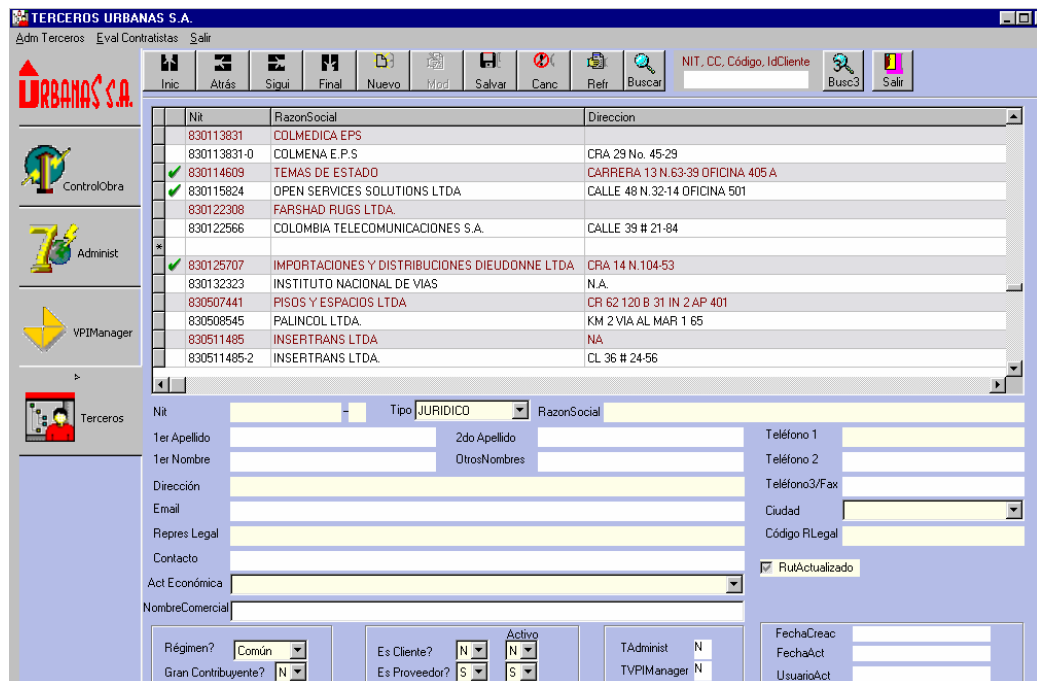 TERCEROS URBANAS S.A.
Adm Terceros Eval Contratistas Salir
URBANAS S.A.
Inic Atrás Sigui Final Nuevo Mod Salvar Canc Refr Buscar NIT, CC, Código, IdCliente Busc3 Salir
Nit RazonSocial Direccion
830113831 COLMEDICA EPS
830113831-0 COLMENA E.P.S CRA 29 No. 45-29
830114609 TEMAS DE ESTADO CARRERA 13 N.63-39 OFICINA 405 A
830115824 OPEN SERVICES SOLUTIONS LTDA CALLE 48 N.32-14 OFICINA 501
830122308 FARSHAD RUGS LTDA.
830122566 COLOMBIA TELECOMUNICACIONES S.A. CALLE 39 # 21-84
*
830125707 IMPORTACIONES Y DISTRIBUCIONES DIEUDONNE LTDA CRA 14 N.104-53
830132323 INSTITUTO NACIONAL DE VIAS N.A.
830507441 PISOS Y ESPACIOS LTDA CR 62 120 B 31 IN 2 AP 401
830508545 PALINCOL LTDA. KM 2 VIA AL MAR 1 65
830511485 INSERTRANS LTDA NA
830511485-2 INSERTRANS LTDA. CL 36 # 24-56
ControlObra
Administ
VPIManager
Terceros
Nit - Tipo JURIDICO RazonSocial
1er Apellido 2do Apellido Teléfono 1
1er Nombre OtrosNombres Teléfono 2
Dirección Teléfono3/Fax
Email Ciudad
Repres Legal Código RLegal
Contacto
RutActualizado
Act Económica
NombreComercial
Activo
Régimen? Común Es Cliente? N N TAdminist N FechaCreac
FechaAct
Gran Contribuyente? N Es Proveedor? S S TVPIManager N UsuarioAct